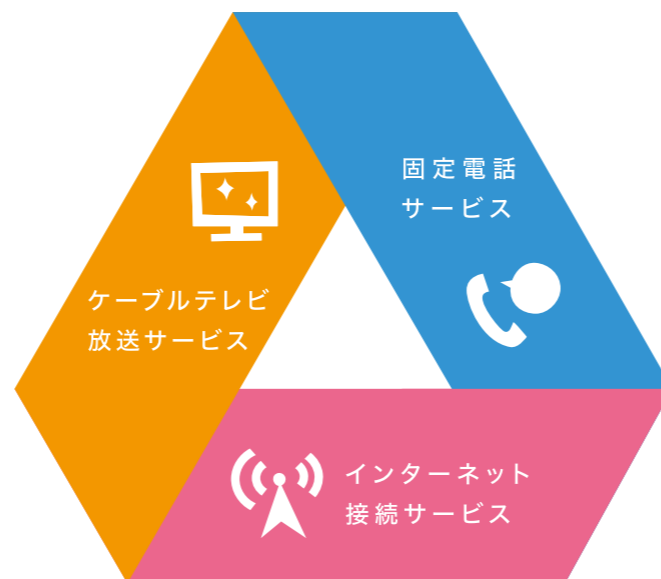 固定電話
サービス
ケーブルテレビ
放送サービス
インターネット
接続サービス